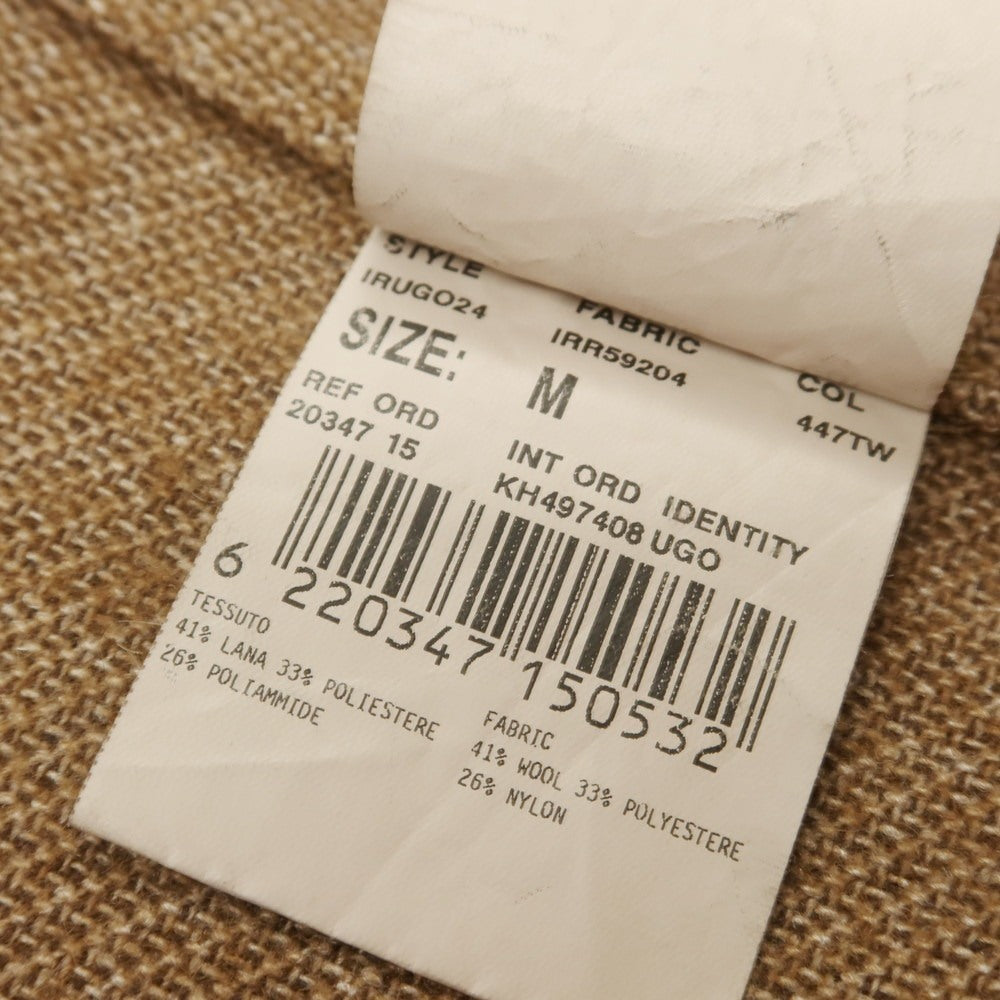 STYLE
IRUGO24
FABRIC
IRR59204
COL
447TW
SIZE: M
REF ORD
20347 15
INT ORD IDENTITY
KH497408 UGO
6 220347 150532
TESSUTO
41% LANA 33% POLIESTERE
26% POLIAMMIDE
FABRIC
41% WOOL 33% POLYESTERE
26% NYLON